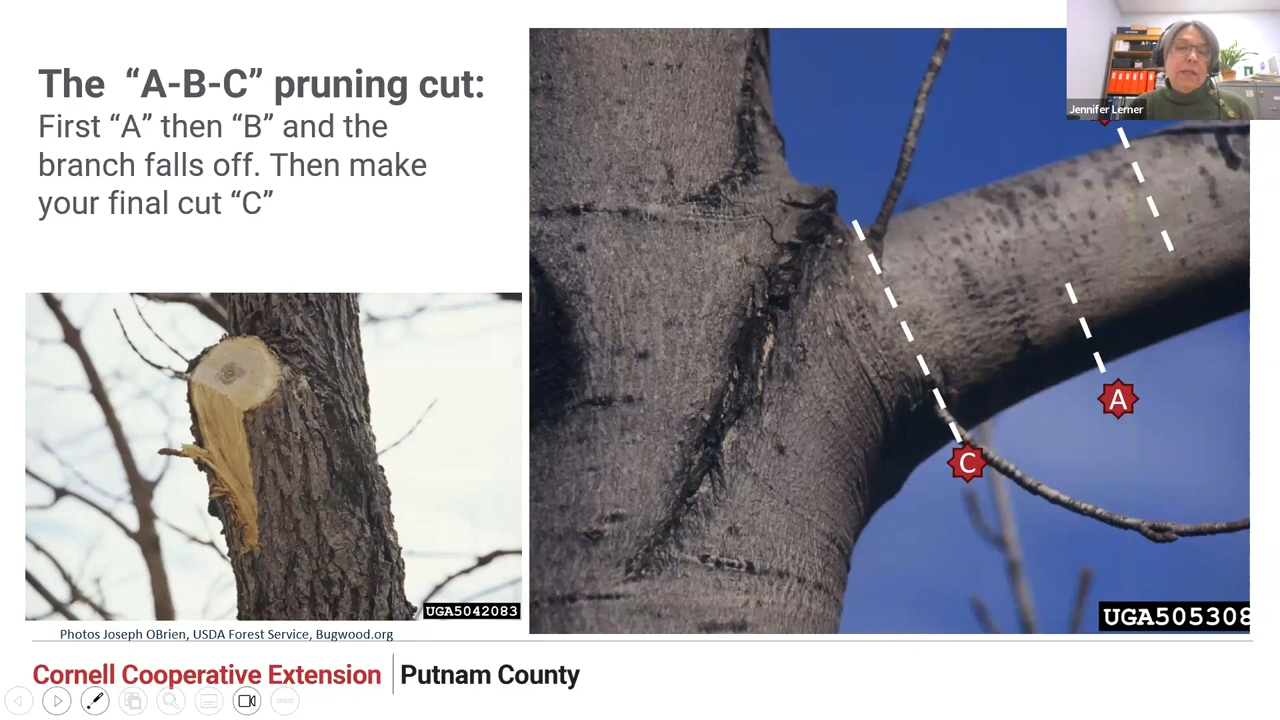 The “A-B-C” pruning cut:
First “A” then “B” and the
branch falls off. Then make
your final cut “C”
Jennifer Lerner
A
C
UGA5042083
UGA505308
Photos Joseph OBrien, USDA Forest Service, Bugwood.org
Cornell Cooperative Extension Putnam County